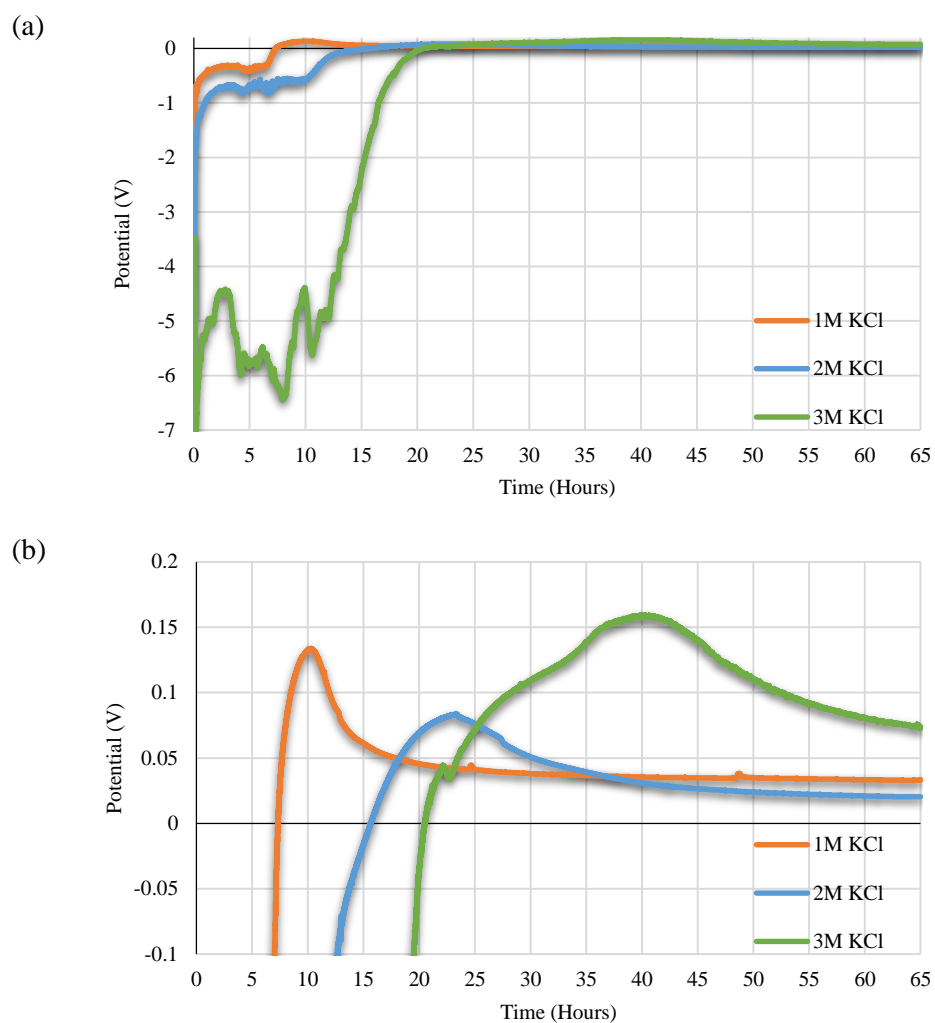 (a)
0
-1
-2
-3
-4
-5
-6
-7
Potential (V)
1M KCl
2M KCl
3M KCl
0 5 10 15 20 25 30 35 40 45 50 55 60 65
Time (Hours)
(b)
0.2
0.15
0.1
0.05
0
-0.05
-0.1
Potential (V)
1M KCl
2M KCl
3M KCl
0 5 10 15 20 25 30 35 40 45 50 55 60 65
Time (Hours)